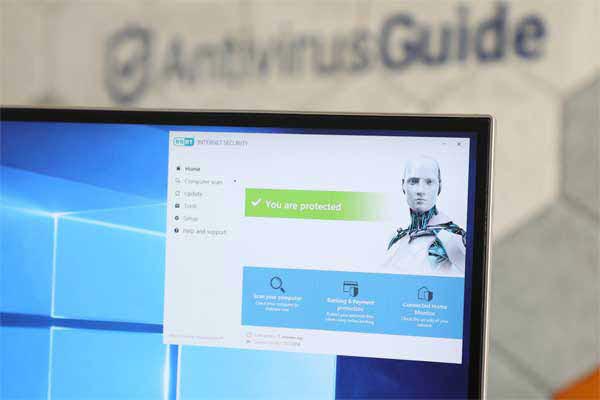 AntivirusGuide
eset INTERNET SECURITY
Home
Computer scan
Update
Tools
Setup
Help and support
You are protected
Scan your computer
Banking & Payment
protection
Connected Home
Monitor